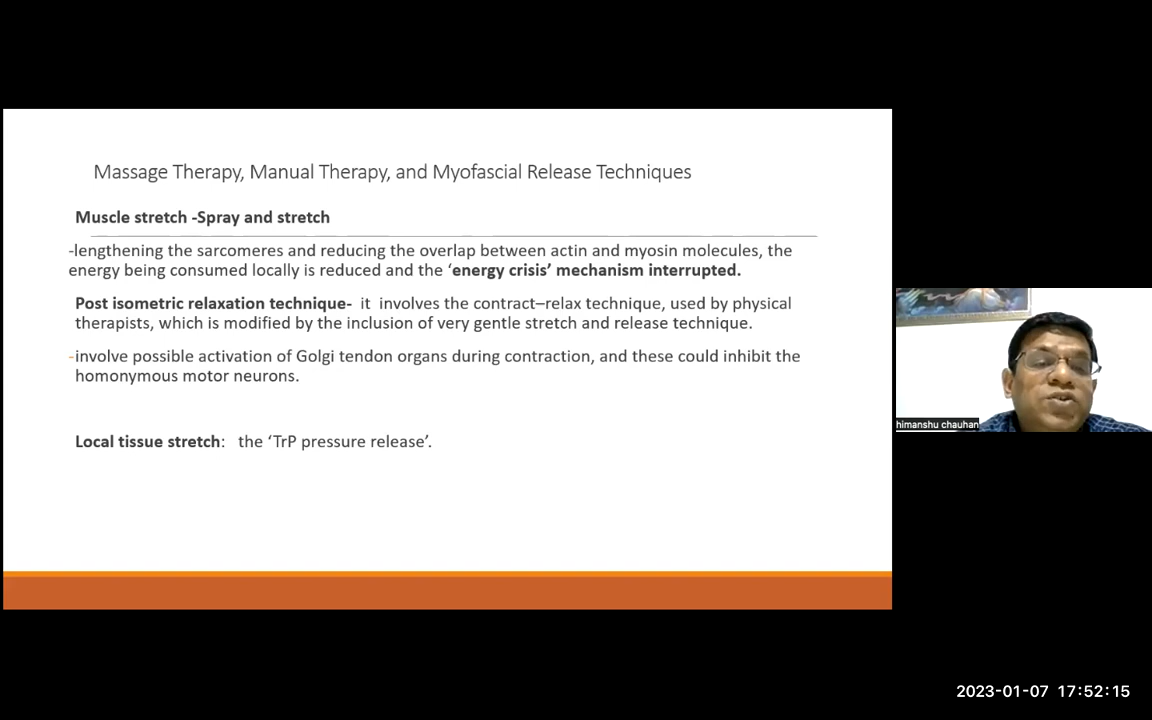 Massage Therapy, Manual Therapy, and Myofascial Release Techniques
Muscle stretch -Spray and stretch
-lengthening the sarcomeres and reducing the overlap between actin and myosin molecules, the
energy being consumed locally is reduced and the ‘energy crisis’ mechanism interrupted.
Post isometric relaxation technique- it involves the contract–relax technique, used by physical
therapists, which is modified by the inclusion of very gentle stretch and release technique.
-involve possible activation of Golgi tendon organs during contraction, and these could inhibit the
homonymous motor neurons.
Local tissue stretch: the ‘TrP pressure release’.
himanshu chauhan
2023-01-07 17:52:15